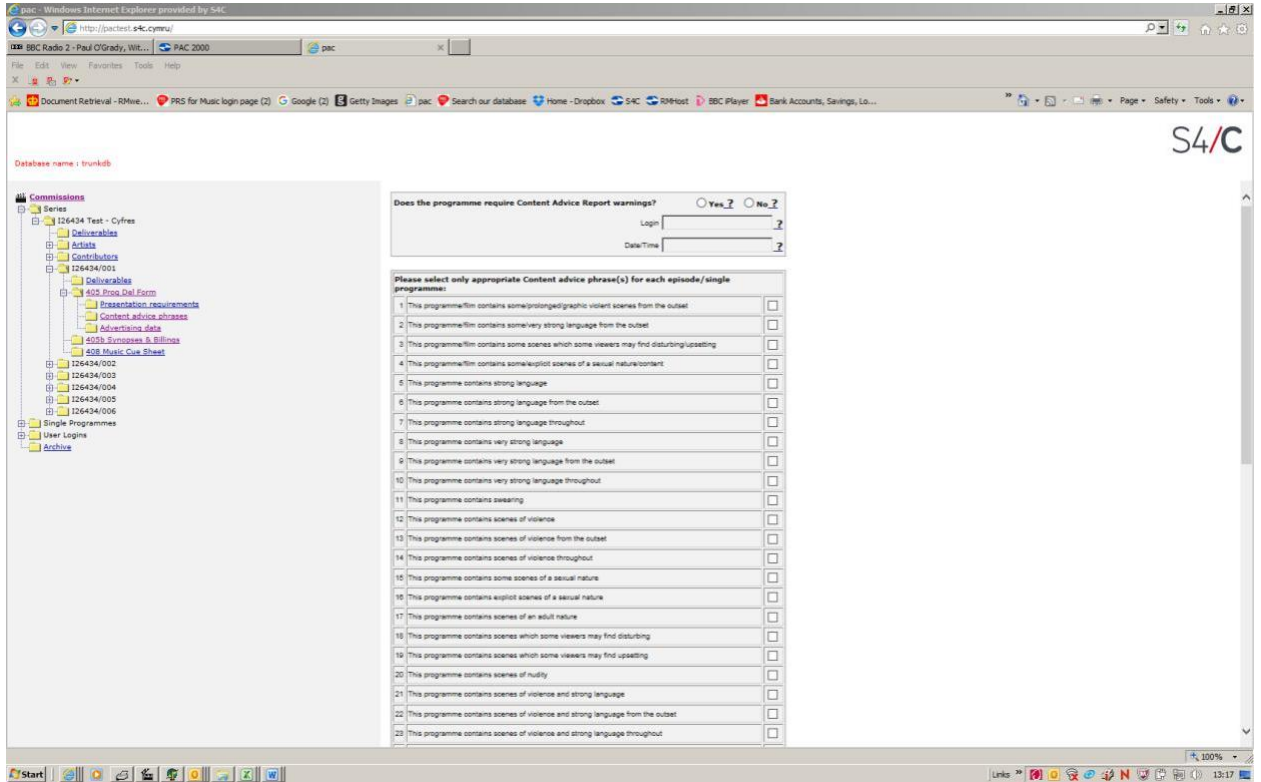 pac - Windows Internet Explorer provided by S4C
http://pactest.s4c.cymru/
BBC Radio 2 - Paul O'Grady, Wit... PAC 2000 pac
File Edit View Favorites Tools Help
Document Retrieval - RMwe... PRS for Music login page (2) Google (2) Getty Images pac Search our database Home - Dropbox S4C RMHost BBC iPlayer Bank Accounts, Savings, Lo... Page Safety Tools
S4/C
Database name : trunkdb
Commissions
Series
I26434 Test - Cyfres
Deliverables
Artists
Contributors
I26434/001
Deliverables
405 Prog Del Form
Presentation requirements
Content advice phrases
Advertising data
405b Synopses & Billings
408 Music Cue Sheet
I26434/002
I26434/003
I26434/004
I26434/005
I26434/006
Single Programmes
User Logins
Archive
Does the programme require Content Advice Report warnings? Yes ? No ?
Login ?
Date/Time ?
Please select only appropriate Content advice phrase(s) for each episode/single
programme:
1 This programme/film contains some/prolonged/graphic violent scenes from the outset
2 This programme/film contains some/very strong language from the outset
3 This programme/film contains some scenes which some viewers may find disturbing/upsetting
4 This programme/film contains some/explicit scenes of a sexual nature/content
5 This programme contains strong language
6 This programme contains strong language from the outset
7 This programme contains strong language throughout
8 This programme contains very strong language
9 This programme contains very strong language from the outset
10 This programme contains very strong language throughout
11 This programme contains swearing
12 This programme contains scenes of violence
13 This programme contains scenes of violence from the outset
14 This programme contains scenes of violence throughout
15 This programme contains some scenes of a sexual nature
16 This programme contains explicit scenes of a sexual nature
17 This programme contains scenes of an adult nature
18 This programme contains scenes which some viewers may find disturbing
19 This programme contains scenes which some viewers may find upsetting
20 This programme contains scenes of nudity
21 This programme contains scenes of violence and strong language
22 This programme contains scenes of violence and strong language from the outset
23 This programme contains scenes of violence and strong language throughout
100%
Start Links 13:17